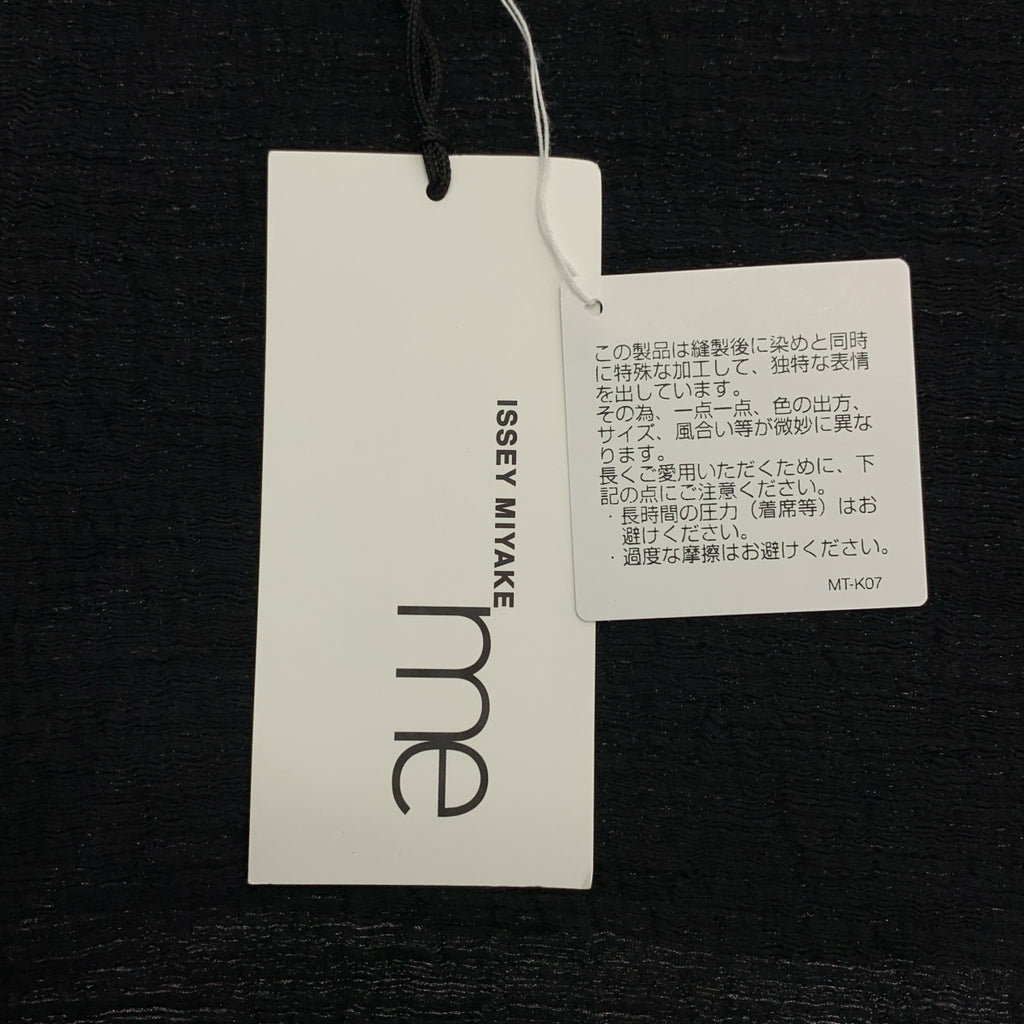 ISSEY MIYAKE
me
この製品は縫製後に染めと同時
に特殊な加工して、独特な表情
を出しています。
その為、一点一点、色の出方、
サイズ、風合い等が微妙に異な
ります。
長くご愛用いただくために、下
記の点にご注意ください。
・長時間の圧力（着席等）はお
避けください。
・過度な摩擦はお避けください。
MT-K07